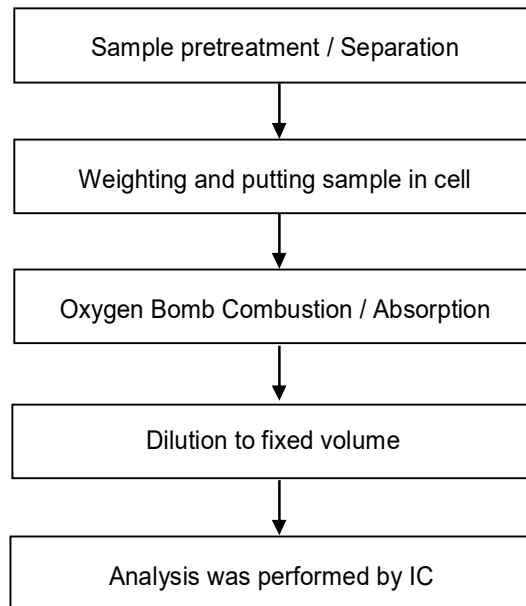 Sample pretreatment / Separation
Weighting and putting sample in cell
Oxygen Bomb Combustion / Absorption
Dilution to fixed volume
Analysis was performed by IC